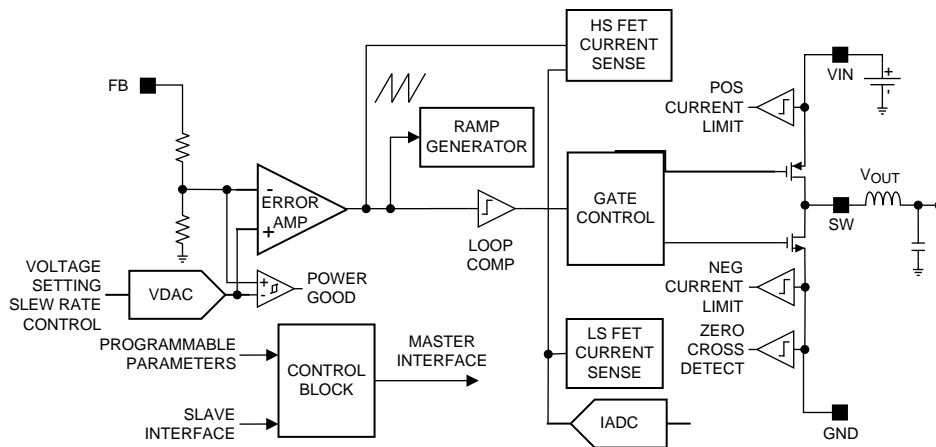 HS FET
CURRENT
SENSE
FB
VIN
+
-
POS
CURRENT
LIMIT
RAMP
GENERATOR
-
ERROR
AMP
+
GATE
CONTROL
VOUT
SW
LOOP
COMP
VOLTAGE
SETTING
SLEW RATE
CONTROL
VDAC
+
-
POWER
GOOD
NEG
CURRENT
LIMIT
PROGRAMMABLE
PARAMETERS
CONTROL
BLOCK
MASTER
INTERFACE
LS FET
CURRENT
SENSE
ZERO
CROSS
DETECT
SLAVE
INTERFACE
IADC
GND